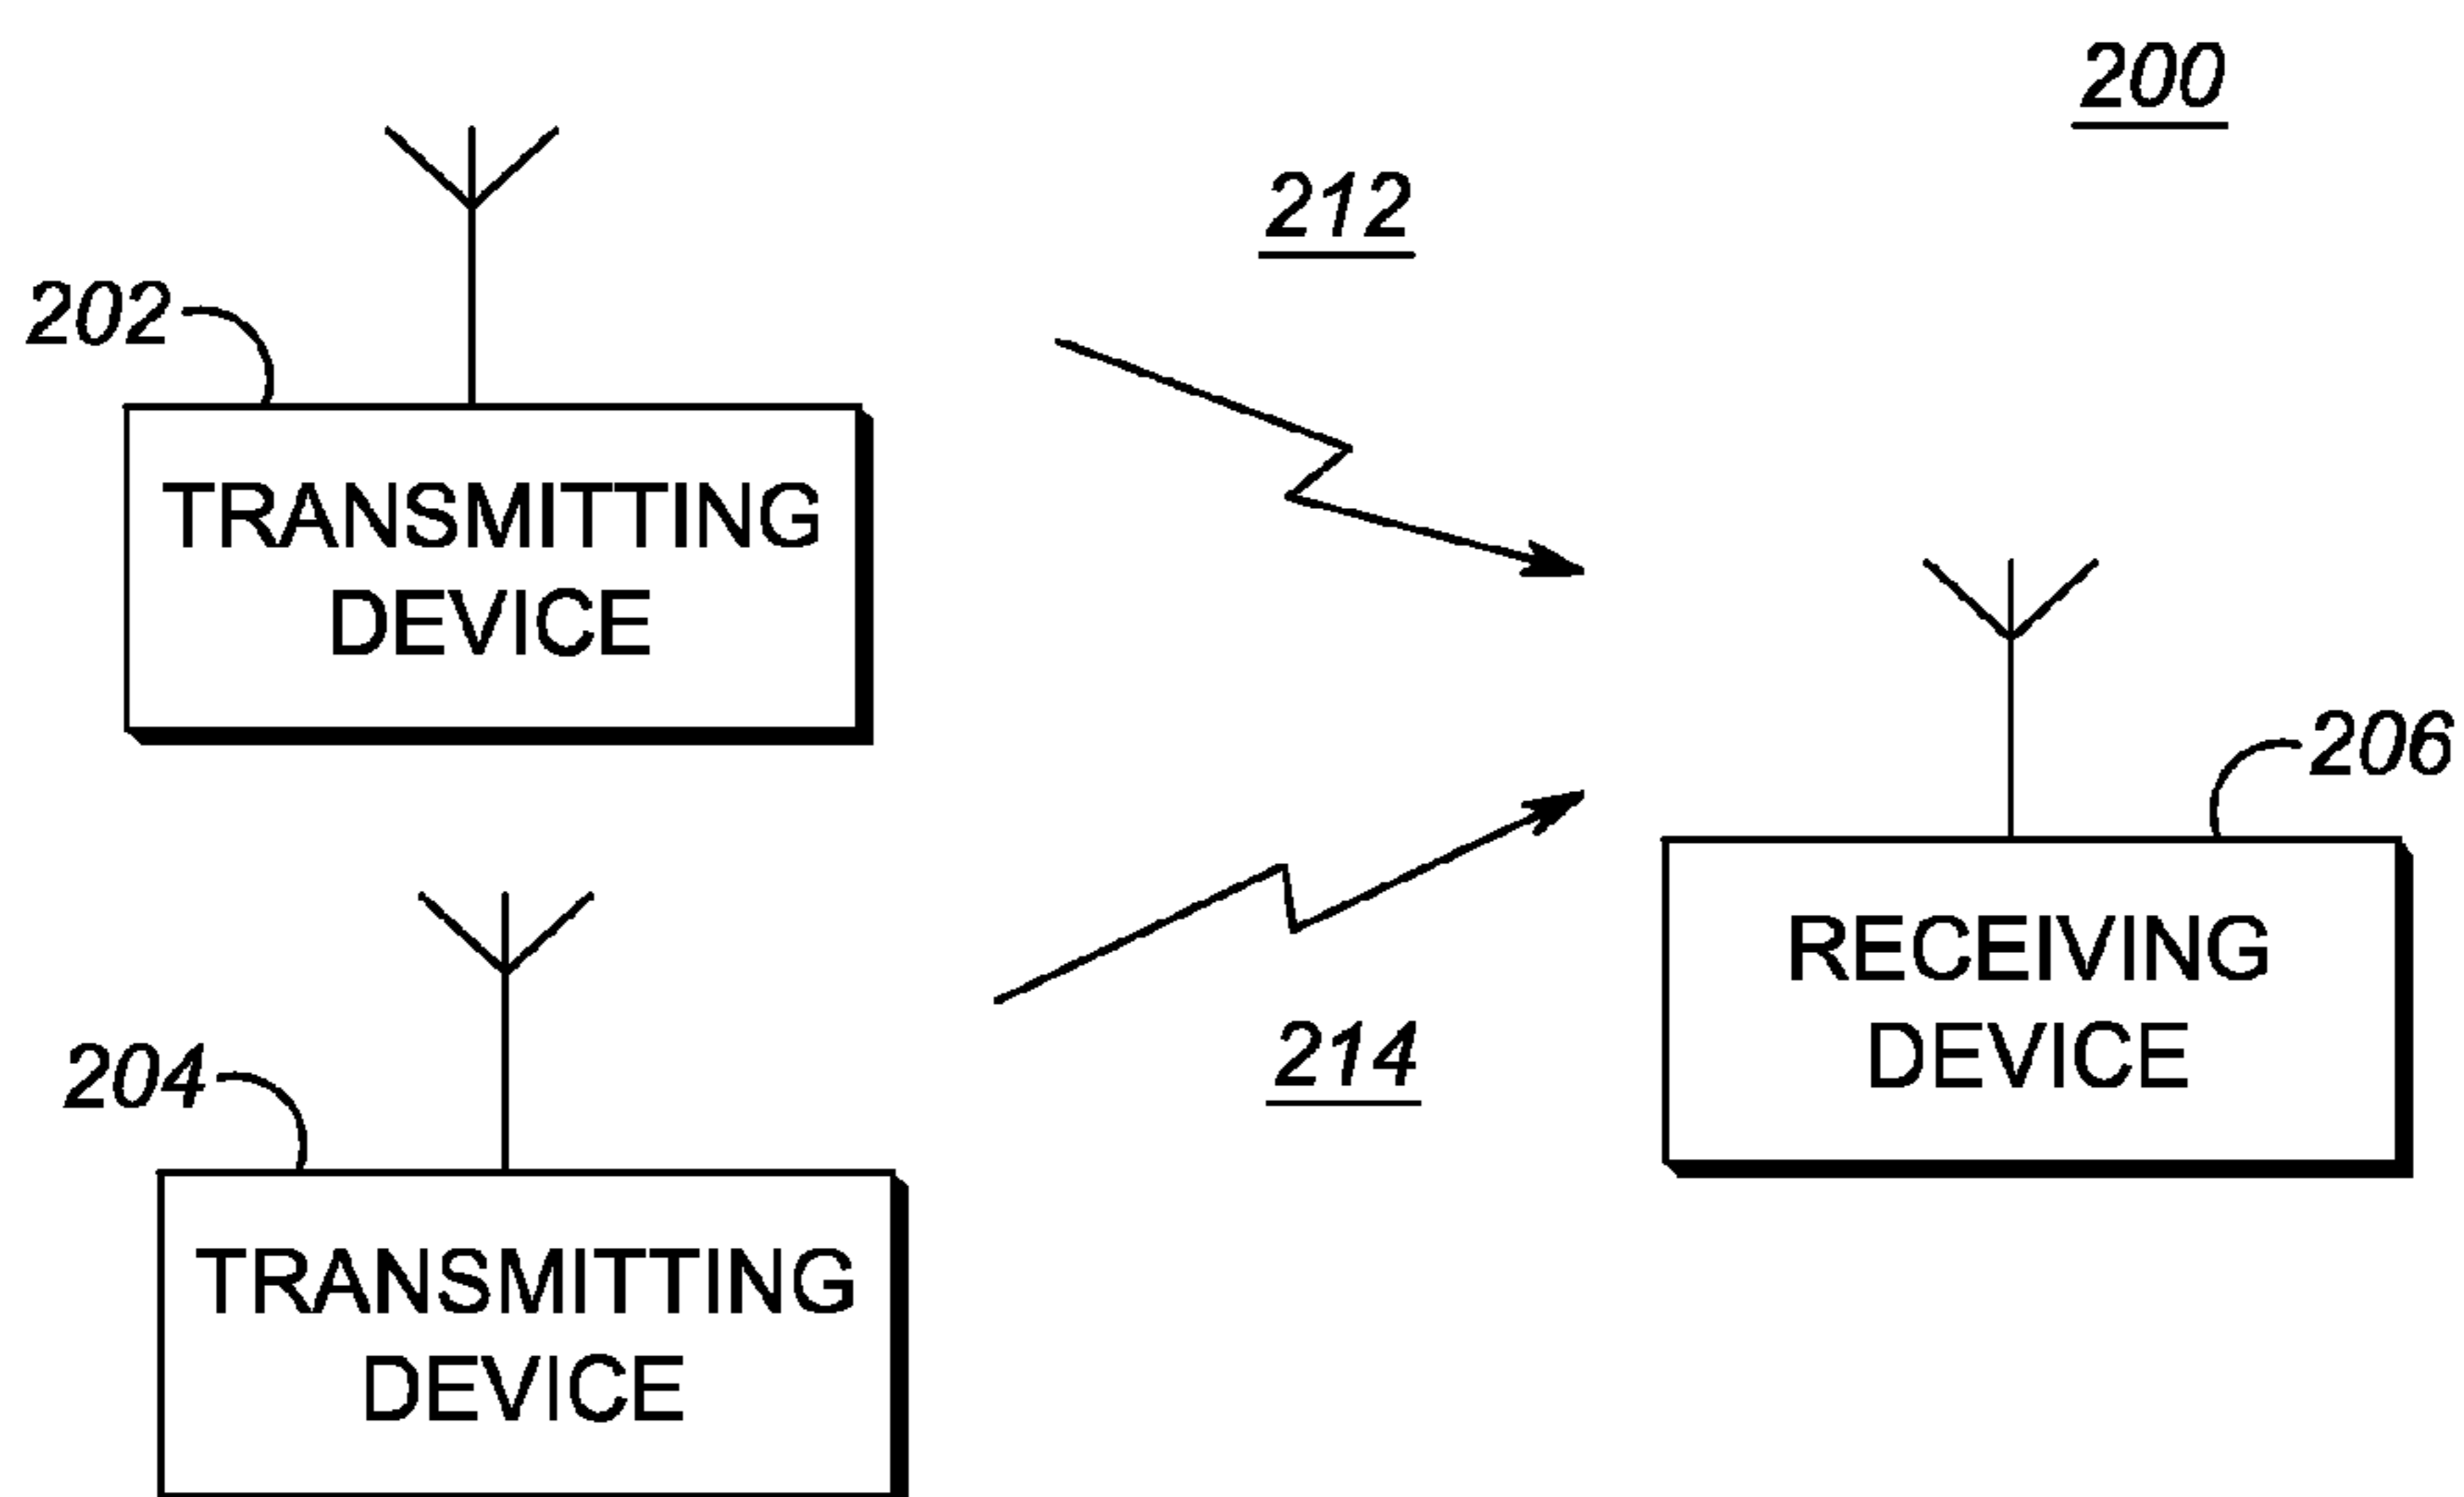 200
212
202
TRANSMITTING
DEVICE
206
RECEIVING
DEVICE
214
204
TRANSMITTING
DEVICE